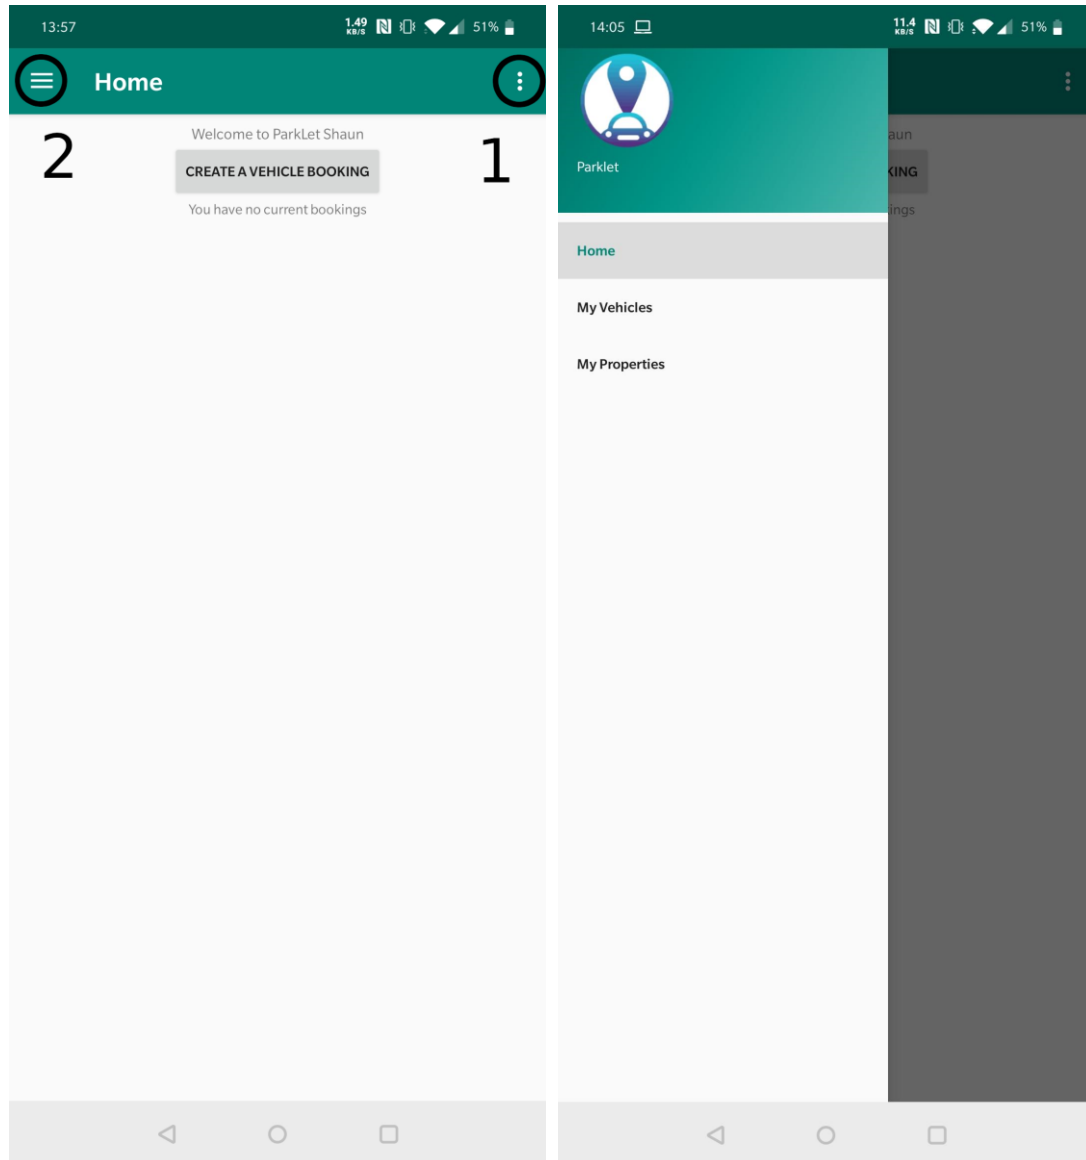 13:57
1.49 KB/S
51%
Home
2
1
Welcome to ParkLet Shaun
CREATE A VEHICLE BOOKING
You have no current bookings
14:05
11.4 KB/S
51%
Parklet
Home
My Vehicles
My Properties
aun
KING
ings